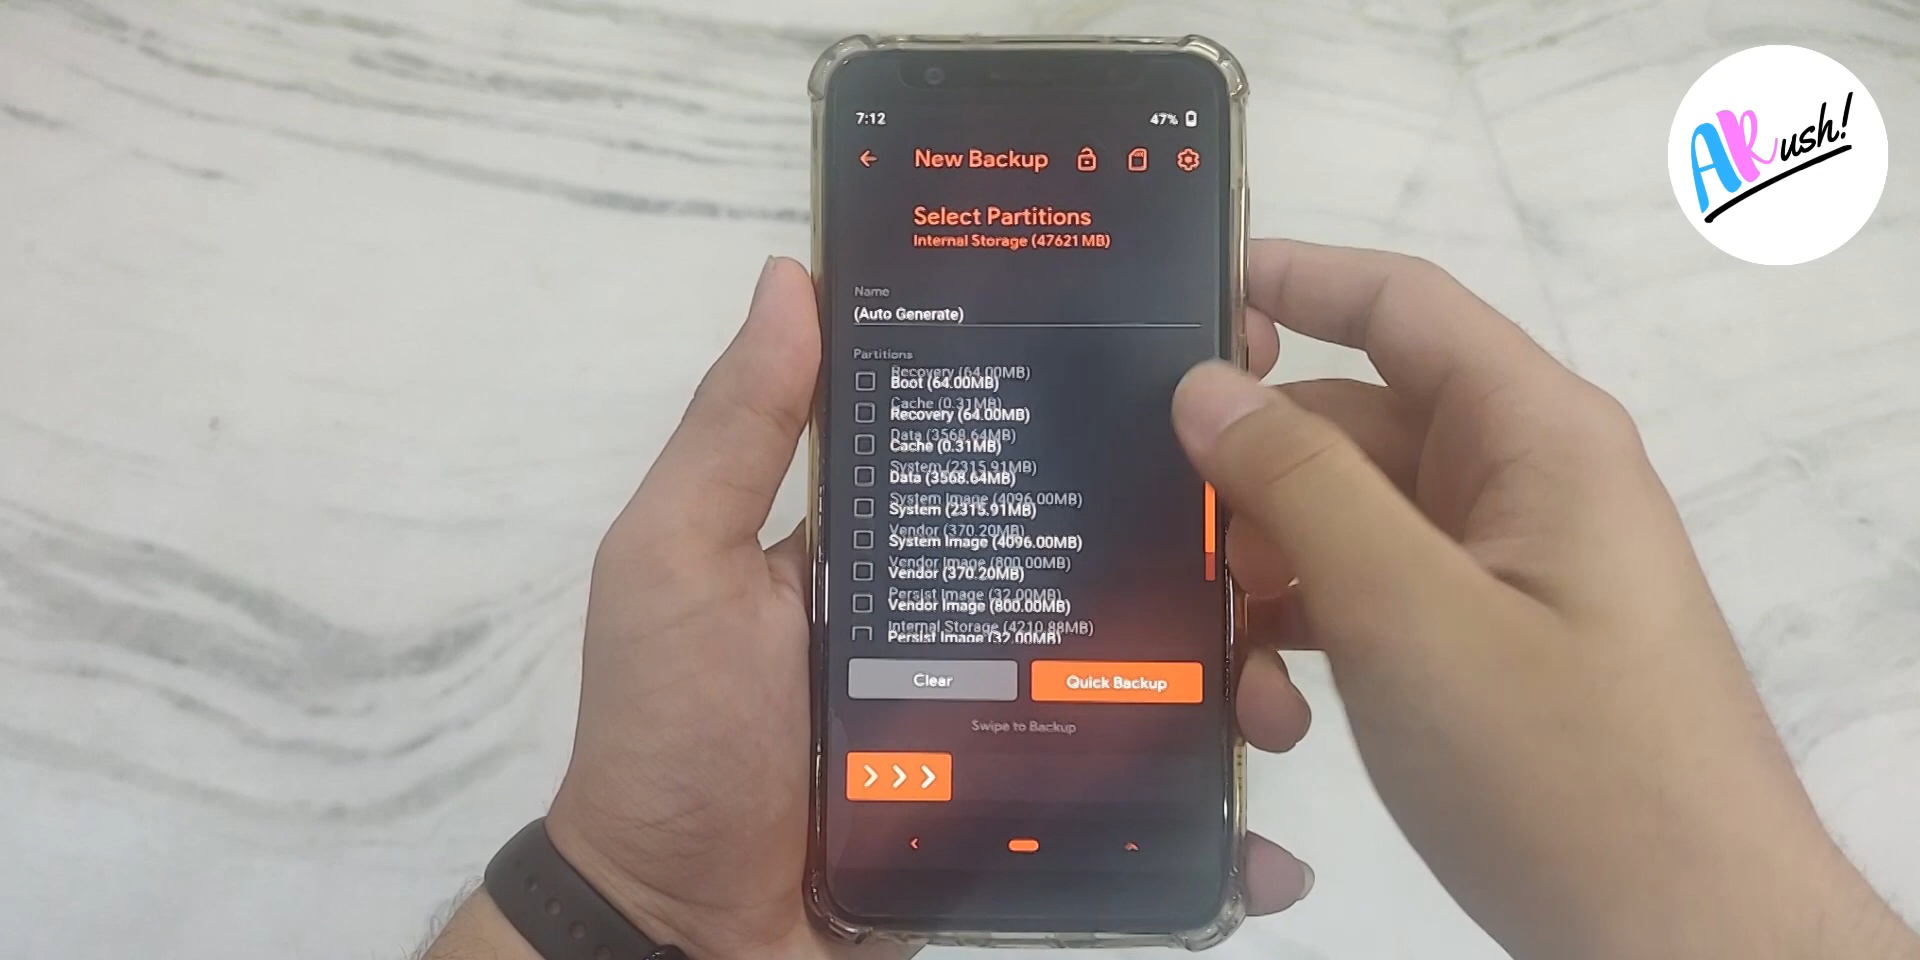 ARush!
7:12
47%
New Backup
Select Partitions
Internal Storage (47621 MB)
Name
(Auto Generate)
Partitions
Recovery (64.00MB)
Boot (64.00MB)
Cache (0.31MB)
Recovery (64.00MB)
Data (3568.64MB)
Cache (0.31MB)
System (2315.91MB)
Data (3568.64MB)
System Image (4096.00MB)
System (2315.91MB)
Vendor (370.20MB)
System Image (4096.00MB)
Vendor Image (800.00MB)
Vendor (370.20MB)
Persist Image (32.00MB)
Vendor Image (800.00MB)
Internal Storage (4210.88MB)
Persist Image (32.00MB)
Clear
Quick Backup
Swipe to Backup